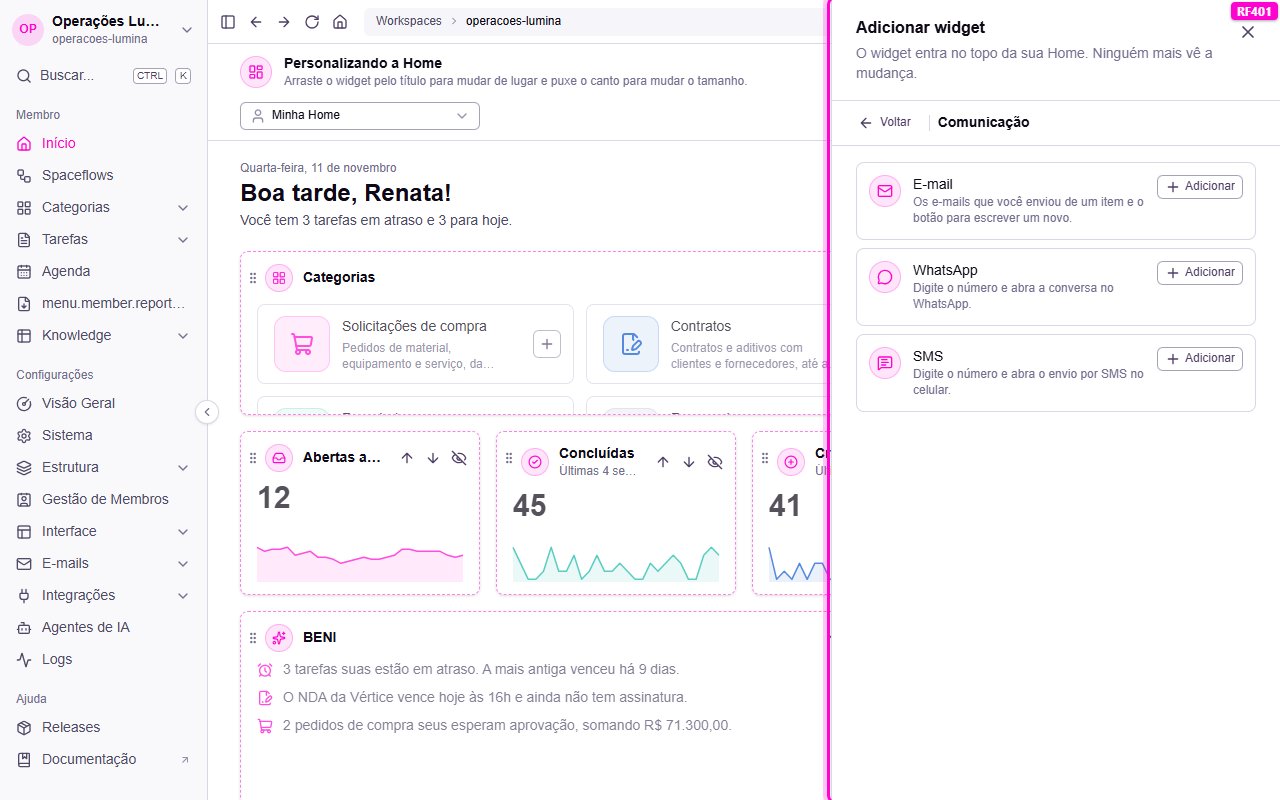 OP
Operações Lu...
operacoes-lumina
Buscar...
CTRL
K
Membro
Início
Spaceflows
Categorias
Tarefas
Agenda
menu.member.report...
Knowledge
Configurações
Visão Geral
Sistema
Estrutura
Gestão de Membros
Interface
E-mails
Integrações
Agentes de IA
Logs
Ajuda
Releases
Documentação
Workspaces
operacoes-lumina
Personalizando a Home
Arraste o widget pelo título para mudar de lugar e puxe o canto para mudar o tamanho.
Minha Home
Quarta-feira, 11 de novembro
Boa tarde, Renata!
Você tem 3 tarefas em atraso e 3 para hoje.
Categorias
Solicitações de compra
Pedidos de material,
equipamento e serviço, da...
Contratos
Contratos e aditivos com
clientes e fornecedores, até a
Abertas a...
12
Concluídas
Últimas 4 se...
45
41
BENI
3 tarefas suas estão em atraso. A mais antiga venceu há 9 dias.
O NDA da Vértice vence hoje às 16h e ainda não tem assinatura.
2 pedidos de compra seus esperam aprovação, somando R$ 71.300,00.
RF401
Adicionar widget
O widget entra no topo da sua Home. Ninguém mais vê a
mudança.
Voltar
Comunicação
E-mail
Os e-mails que você enviou de um item e o
botão para escrever um novo.
Adicionar
WhatsApp
Digite o número e abra a conversa no
WhatsApp.
Adicionar
SMS
Digite o número e abra o envio por SMS no
celular.
Adicionar